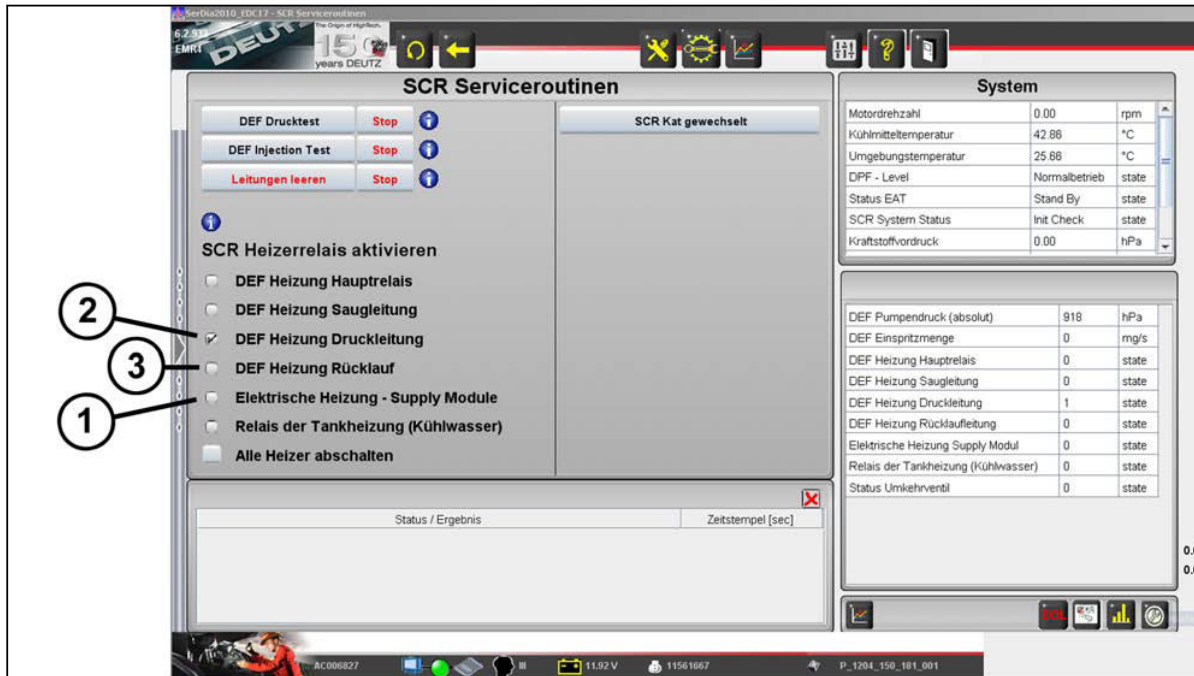 SerDia2010_EDC17 - SCR Serviceroutinen
6.2.932
EMR4
DEUTZ
The Origin of HighTech.
150
years DEUTZ
SCR Serviceroutinen
DEF Drucktest Stop
DEF Injection Test Stop
Leitungen leeren Stop
SCR Heizerrelais aktivieren
DEF Heizung Hauptrelais
DEF Heizung Saugleitung
2
DEF Heizung Druckleitung
3
DEF Heizung Rücklauf
1
Elektrische Heizung - Supply Module
Relais der Tankheizung (Kühlwasser)
Alle Heizer abschalten
SCR Kat gewechselt
Status / Ergebnis Zeitstempel [sec]
System
Motordrehzahl 0.00 rpm
Kühlmitteltemperatur 42.86 °C
Umgebungstemperatur 25.66 °C
DPF - Level Normalbetrieb state
Status EAT Stand By state
SCR System Status Init Check state
Kraftstoffvordruck 0.00 hPa
DEF Pumpendruck (absolut) 918 hPa
DEF Einspritzmenge 0 mg/s
DEF Heizung Hauptrelais 0 state
DEF Heizung Saugleitung 0 state
DEF Heizung Druckleitung 1 state
DEF Heizung Rücklaufleitung 0 state
Elektrische Heizung Supply Modul 0 state
Relais der Tankheizung (Kühlwasser) 0 state
Status Umkehrventil 0 state
EOL
AC006827 III 11.92 V 11561667 P_1204_150_181_001